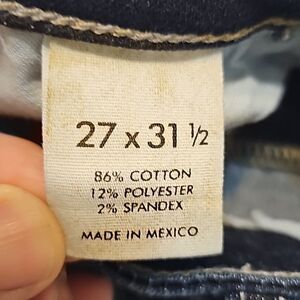 27 x 31 ½
86% COTTON
12% POLYESTER
2% SPANDEX
MADE IN MEXICO